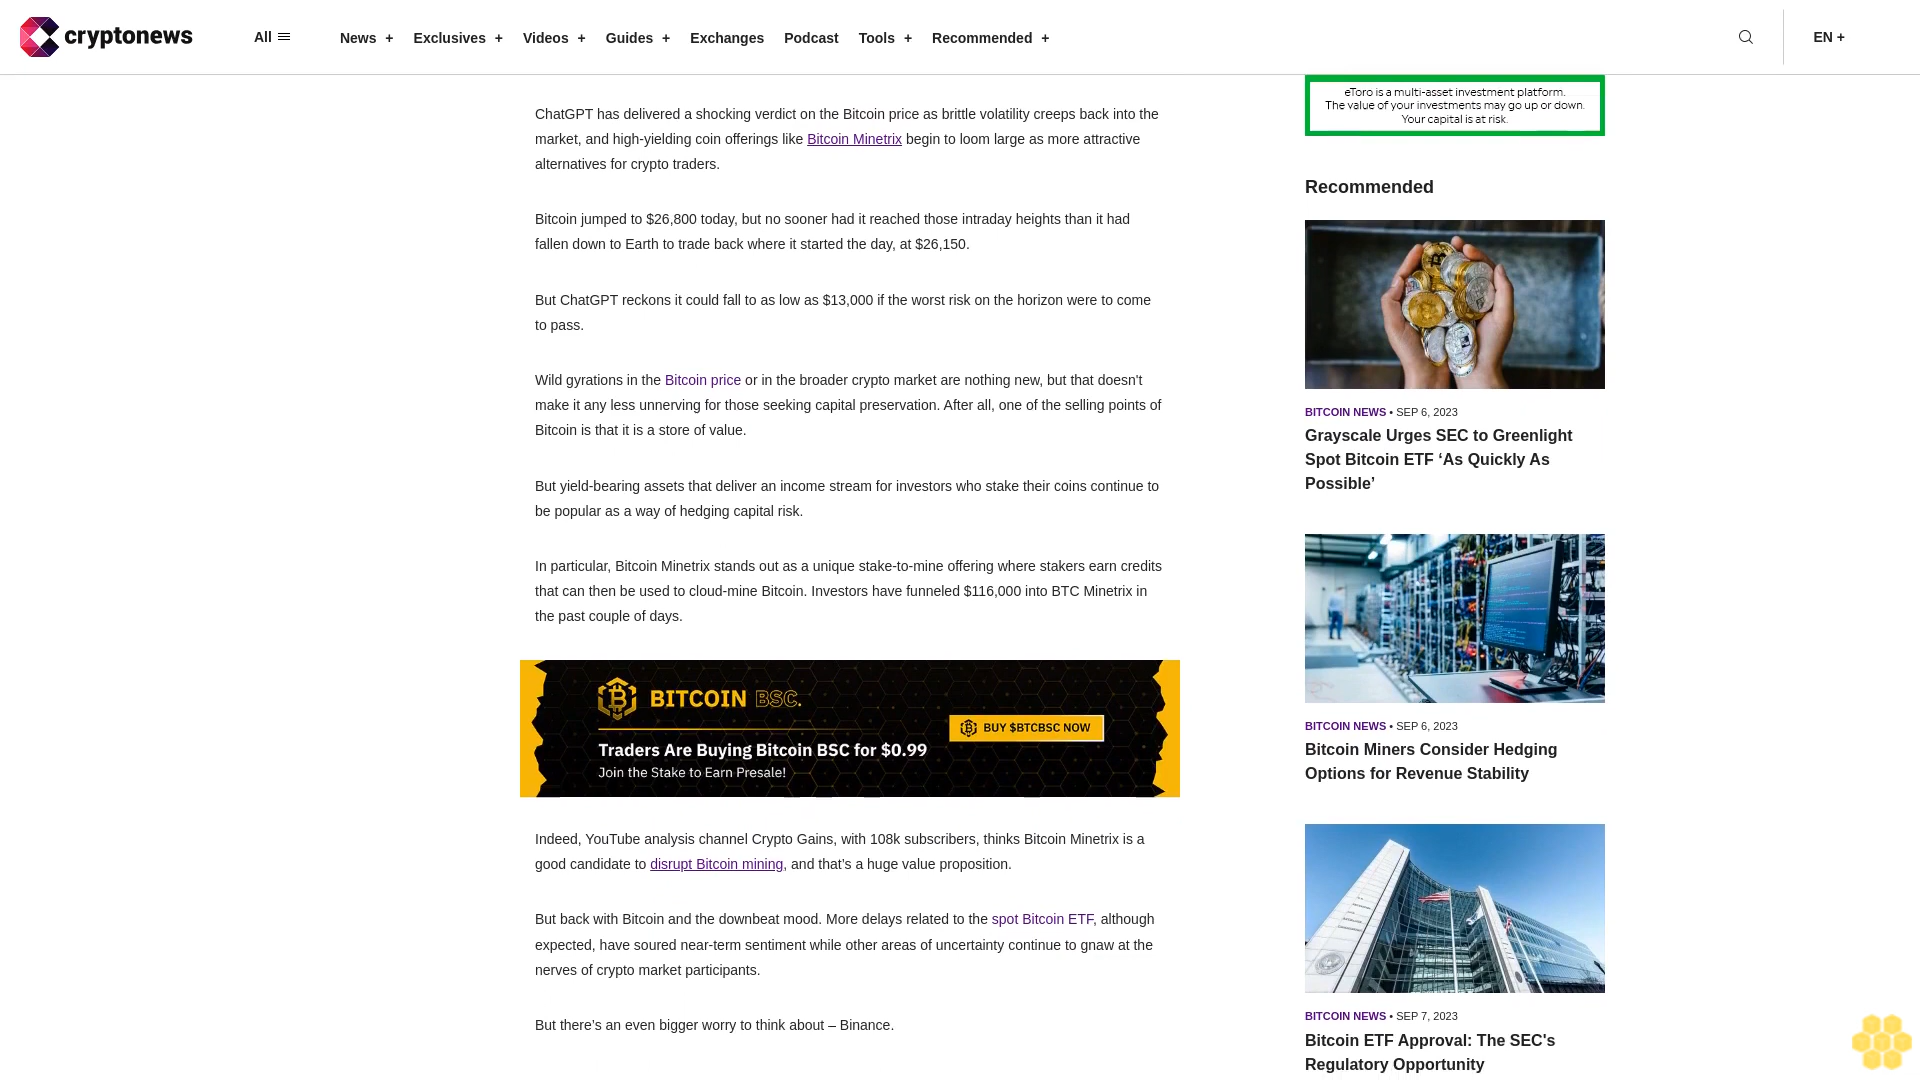 cryptonews
All
News +
Exclusives +
Videos +
Guides +
Exchanges
Podcast
Tools +
Recommended +
EN +
ChatGPT has delivered a shocking verdict on the Bitcoin price as brittle volatility creeps back into the
market, and high-yielding coin offerings like Bitcoin Minetrix begin to loom large as more attractive
alternatives for crypto traders.
Bitcoin jumped to $26,800 today, but no sooner had it reached those intraday heights than it had
fallen down to Earth to trade back where it started the day, at $26,150.
But ChatGPT reckons it could fall to as low as $13,000 if the worst risk on the horizon were to come
to pass.
Wild gyrations in the Bitcoin price or in the broader crypto market are nothing new, but that doesn't
make it any less unnerving for those seeking capital preservation. After all, one of the selling points of
Bitcoin is that it is a store of value.
But yield-bearing assets that deliver an income stream for investors who stake their coins continue to
be popular as a way of hedging capital risk.
In particular, Bitcoin Minetrix stands out as a unique stake-to-mine offering where stakers earn credits
that can then be used to cloud-mine Bitcoin. Investors have funneled $116,000 into BTC Minetrix in
the past couple of days.
BITCOIN BSC.
Traders Are Buying Bitcoin BSC for $0.99
Join the Stake to Earn Presale!
BUY $BTCBSC NOW
Indeed, YouTube analysis channel Crypto Gains, with 108k subscribers, thinks Bitcoin Minetrix is a
good candidate to disrupt Bitcoin mining, and that's a huge value proposition.
But back with Bitcoin and the downbeat mood. More delays related to the spot Bitcoin ETF, although
expected, have soured near-term sentiment while other areas of uncertainty continue to gnaw at the
nerves of crypto market participants.
But there's an even bigger worry to think about – Binance.
eToro is a multi-asset investment platform.
The value of your investments may go up or down.
Your capital is at risk.
Recommended
BITCOIN NEWS • SEP 6, 2023
Grayscale Urges SEC to Greenlight
Spot Bitcoin ETF ‘As Quickly As
Possible’
BITCOIN NEWS • SEP 6, 2023
Bitcoin Miners Consider Hedging
Options for Revenue Stability
BITCOIN NEWS • SEP 7, 2023
Bitcoin ETF Approval: The SEC's
Regulatory Opportunity